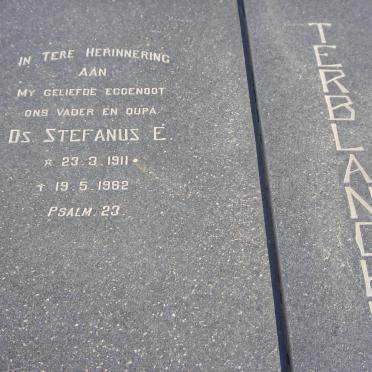 IN TERE HERINNERING
AAN
MY GELIEFDE EGGENOOT
ONS VADER EN OUPA
DS STEFANUS E.
☆ 23.3.1911 •
✝ 19.5.1982
PSALM. 23.